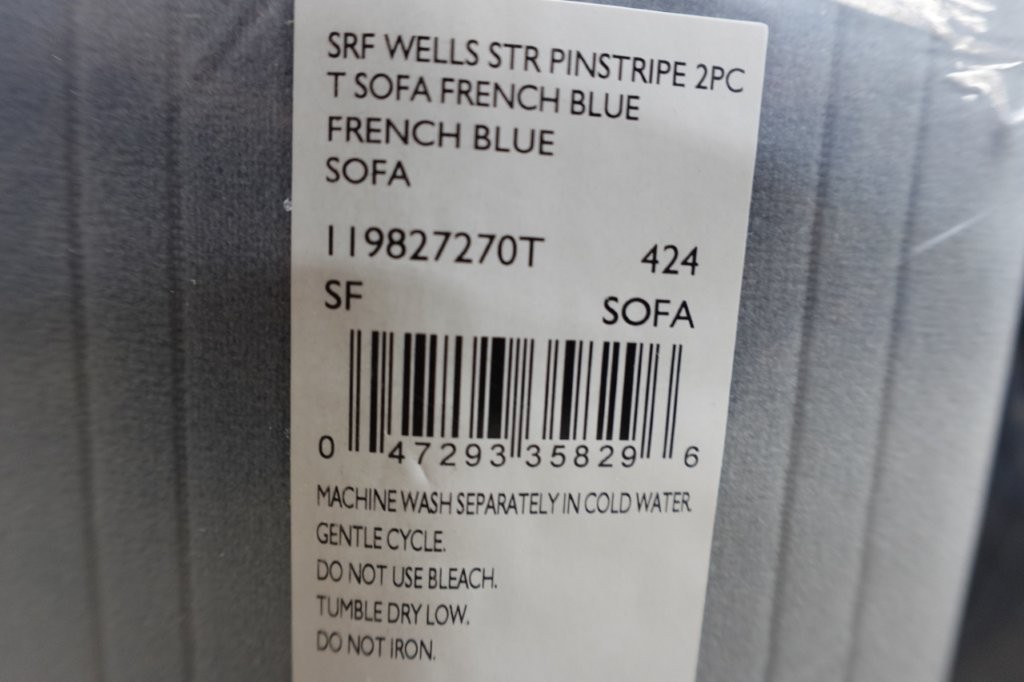 SRF WELLS STR PINSTRIPE 2PC
T SOFA FRENCH BLUE
FRENCH BLUE
SOFA
119827270T 424
SF SOFA
0 47293 35829 6
MACHINE WASH SEPARATELY IN COLD WATER
GENTLE CYCLE.
DO NOT USE BLEACH.
TUMBLE DRY LOW.
DO NOT IRON.